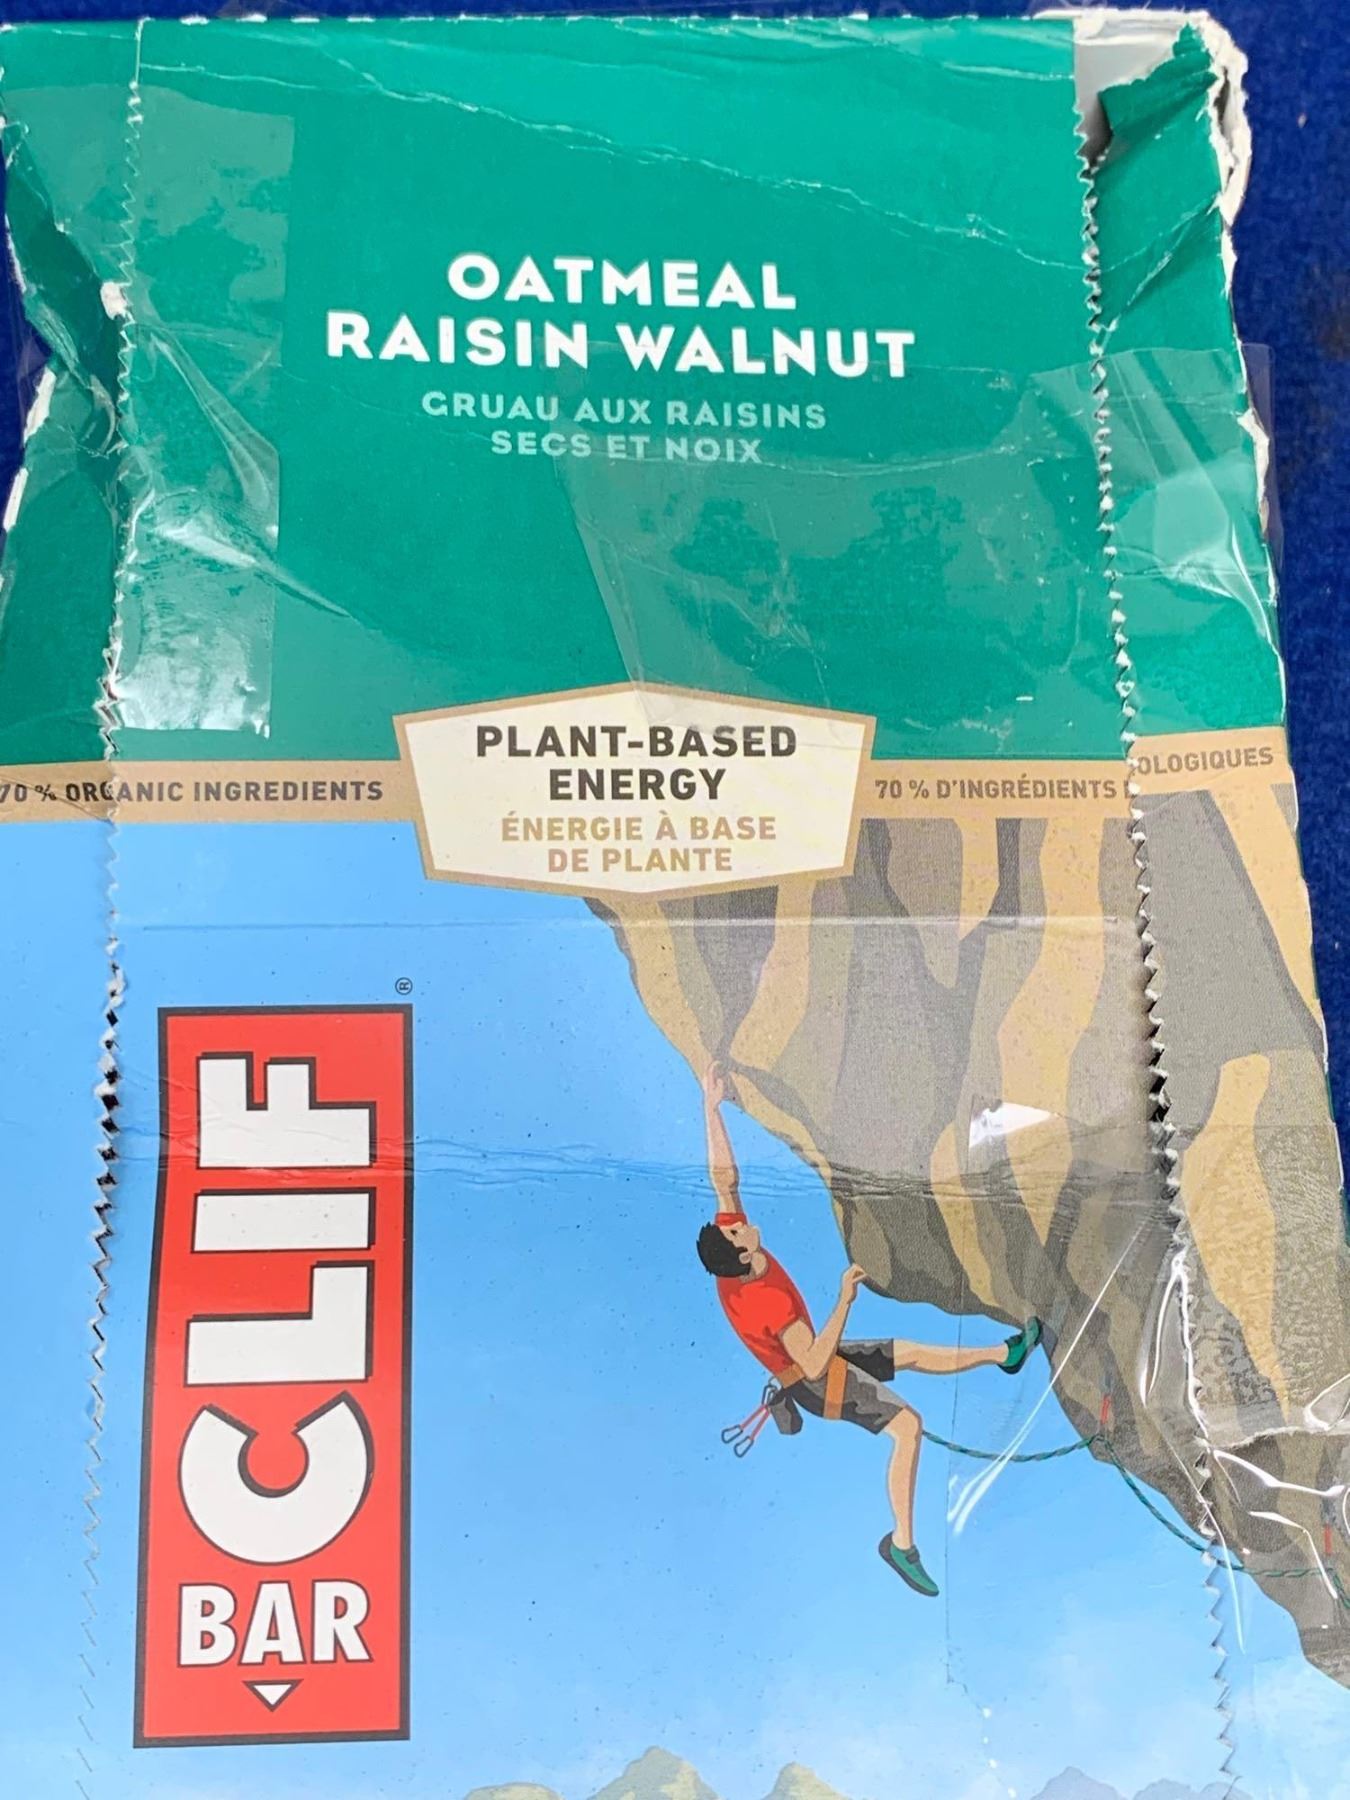 OATMEAL
RAISIN WALNUT
GRUAU AUX RAISINS
SECS ET NOIX
PLANT-BASED
ENERGY
ÉNERGIE À BASE
DE PLANTE
70 % ORGANIC INGREDIENTS
70 % D'INGRÉDIENTS
CLIF®
BAR